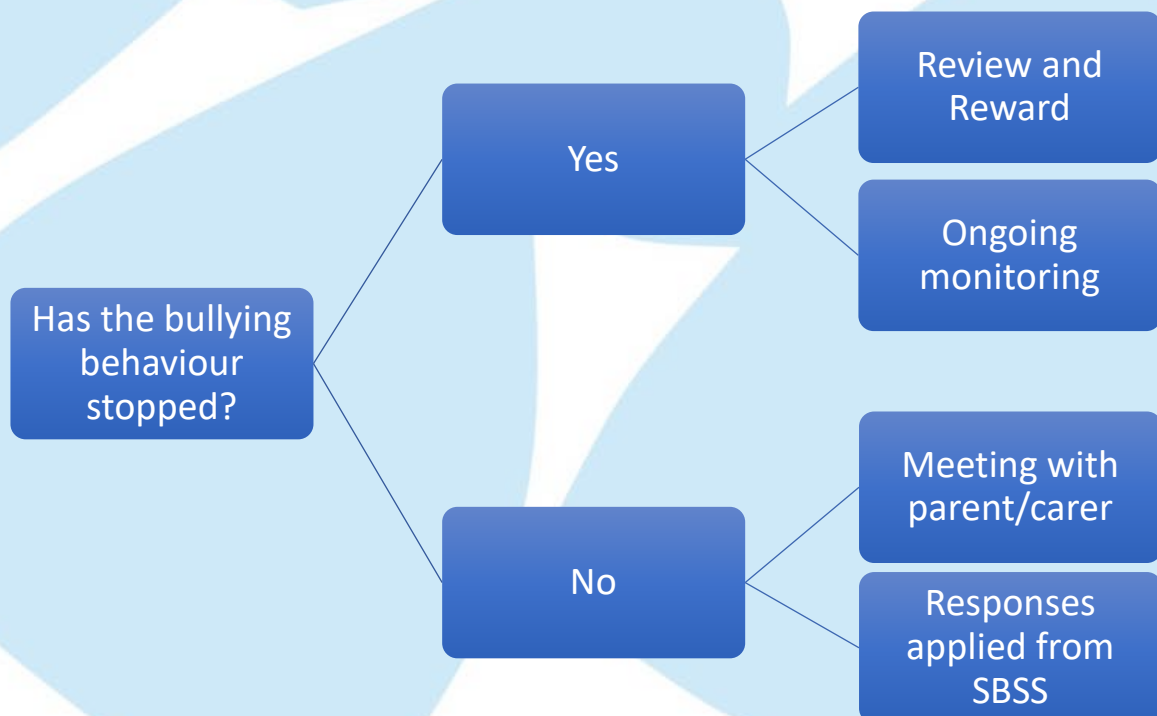 Has the bullying
behaviour
stopped?
Yes
Review and
Reward
Ongoing
monitoring
No
Meeting with
parent/carer
Responses
applied from
SBSS